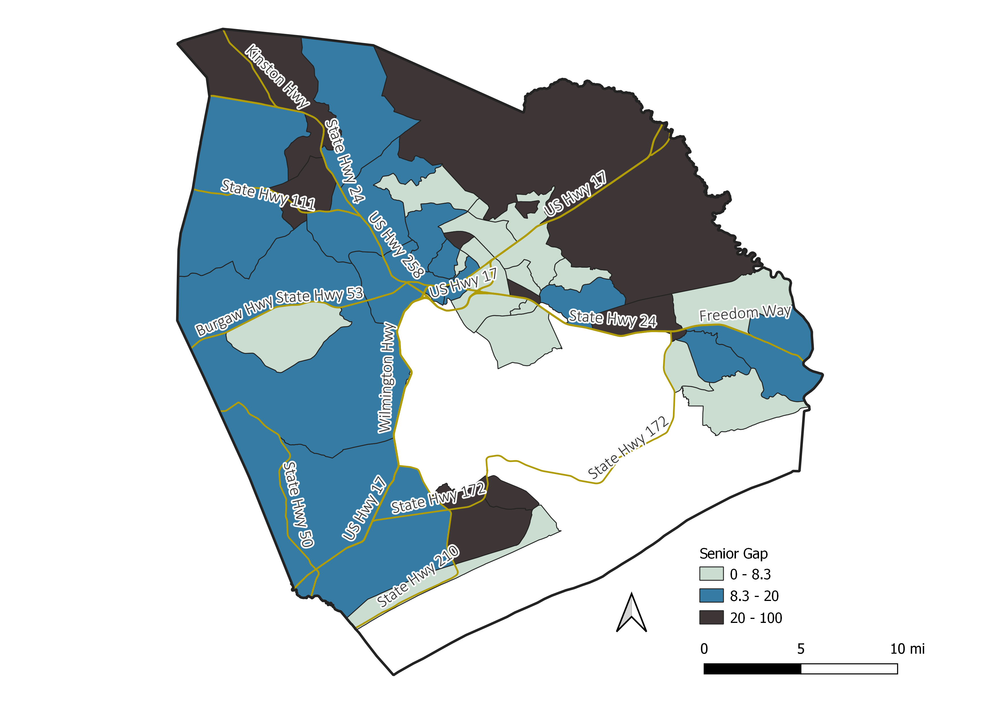 Kinston Hwy
State Hwy 24
State Hwy 111
US Hwy 17
US Hwy 258
US Hwy 17
State Hwy 53
Burgaw Hwy
Freedom Way
State Hwy 24
Wilmington Hwy
State Hwy 172
State Hwy 50
US Hwy 17
State Hwy 172
State Hwy 210
Senior Gap
0 - 8.3
8.3 - 20
20 - 100
0 5 10 mi